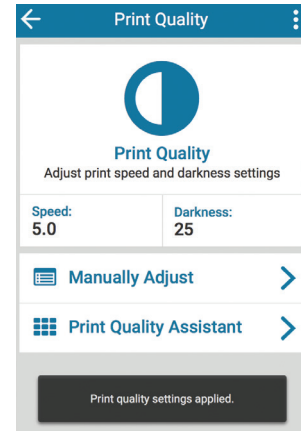 Print Quality
Print Quality
Adjust print speed and darkness settings
Speed:
5.0
Darkness:
25
Manually Adjust
Print Quality Assistant
Print quality settings applied.